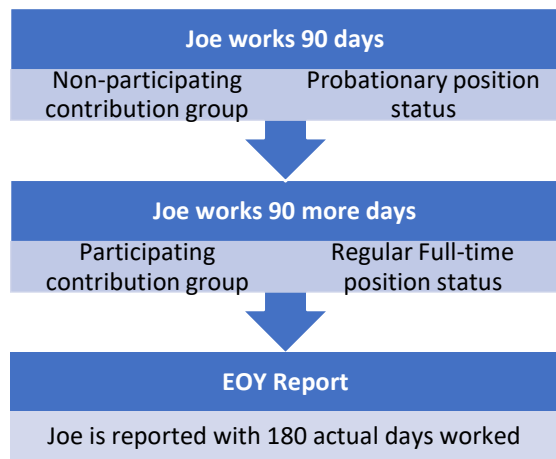 Joe works 90 days
Non-participating
contribution group
Probationary position
status
Joe works 90 more days
Participating
contribution group
Regular Full-time
position status
EOY Report
Joe is reported with 180 actual days worked